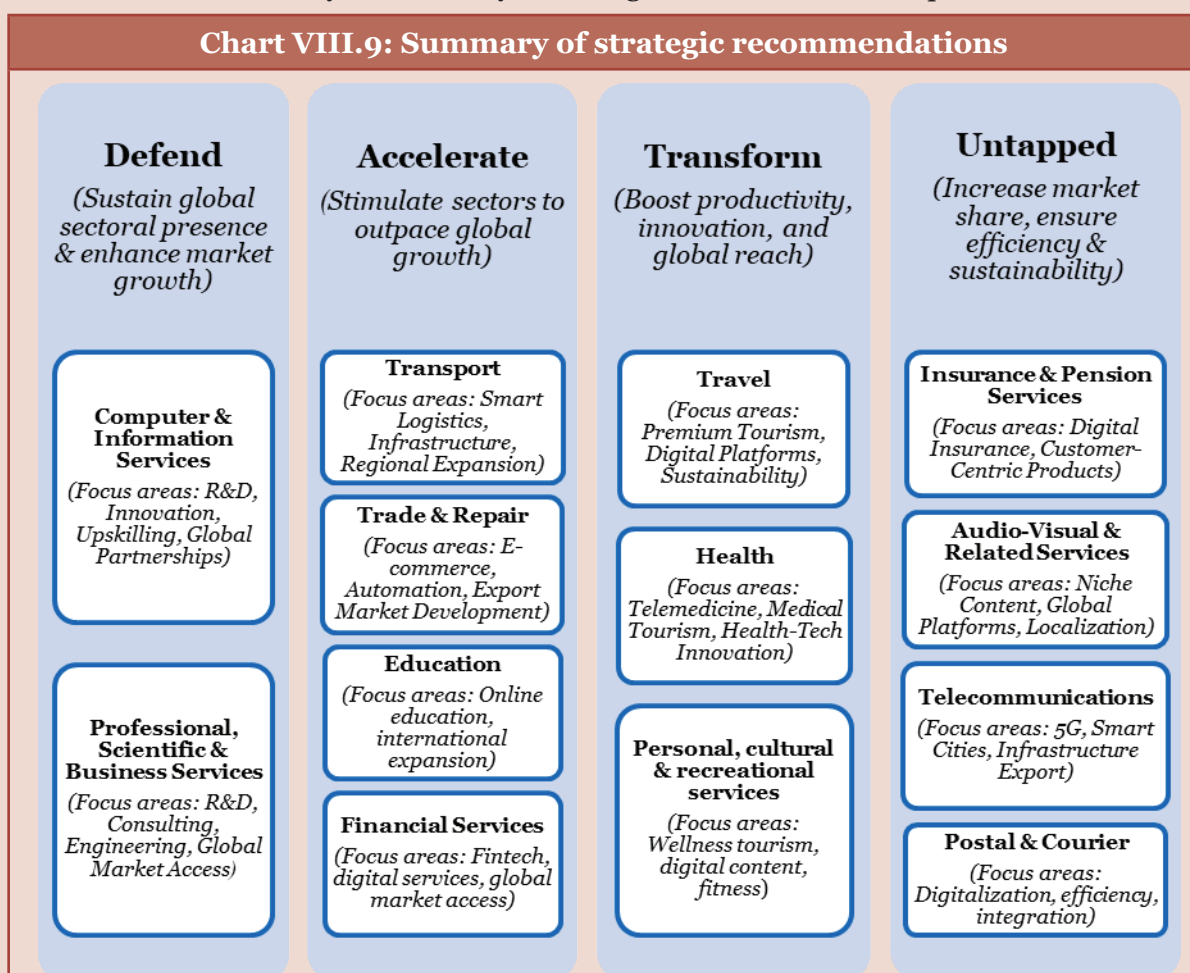 Chart VIII.9: Summary of strategic recommendations
Defend
(Sustain global
sectoral presence
& enhance market
growth)
Computer &
Information
Services
(Focus areas: R&D,
Innovation,
Upskilling, Global
Partnerships)
Professional,
Scientific &
Business Services
(Focus areas: R&D,
Consulting,
Engineering, Global
Market Access)
Accelerate
(Stimulate sectors to
outpace global
growth)
Transport
(Focus areas: Smart
Logistics,
Infrastructure,
Regional Expansion)
Trade & Repair
(Focus areas: E-
commerce,
Automation, Export
Market Development)
Education
(Focus areas: Online
education,
international
expansion)
Financial Services
(Focus areas: Fintech,
digital services, global
market access)
Transform
(Boost productivity,
innovation, and
global reach)
Travel
(Focus areas:
Premium Tourism,
Digital Platforms,
Sustainability)
Health
(Focus areas:
Telemedicine, Medical
Tourism, Health-Tech
Innovation)
Personal, cultural
& recreational
services
(Focus areas:
Wellness tourism,
digital content,
fitness)
Untapped
(Increase market
share, ensure
efficiency &
sustainability)
Insurance & Pension
Services
(Focus areas: Digital
Insurance, Customer-
Centric Products)
Audio-Visual &
Related Services
(Focus areas: Niche
Content, Global
Platforms, Localization)
Telecommunications
(Focus areas: 5G, Smart
Cities, Infrastructure
Export)
Postal & Courier
(Focus areas:
Digitalization, efficiency,
integration)